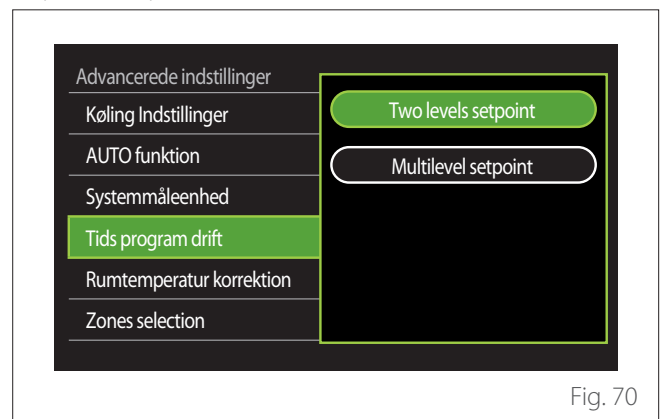 Advancerede indstillinger
Køling Indstillinger
AUTO funktion
Systemmåleenhed
Tids program drift
Rumtemperatur korrektion
Zones selection
Two levels setpoint
Multilevel setpoint
Fig. 70